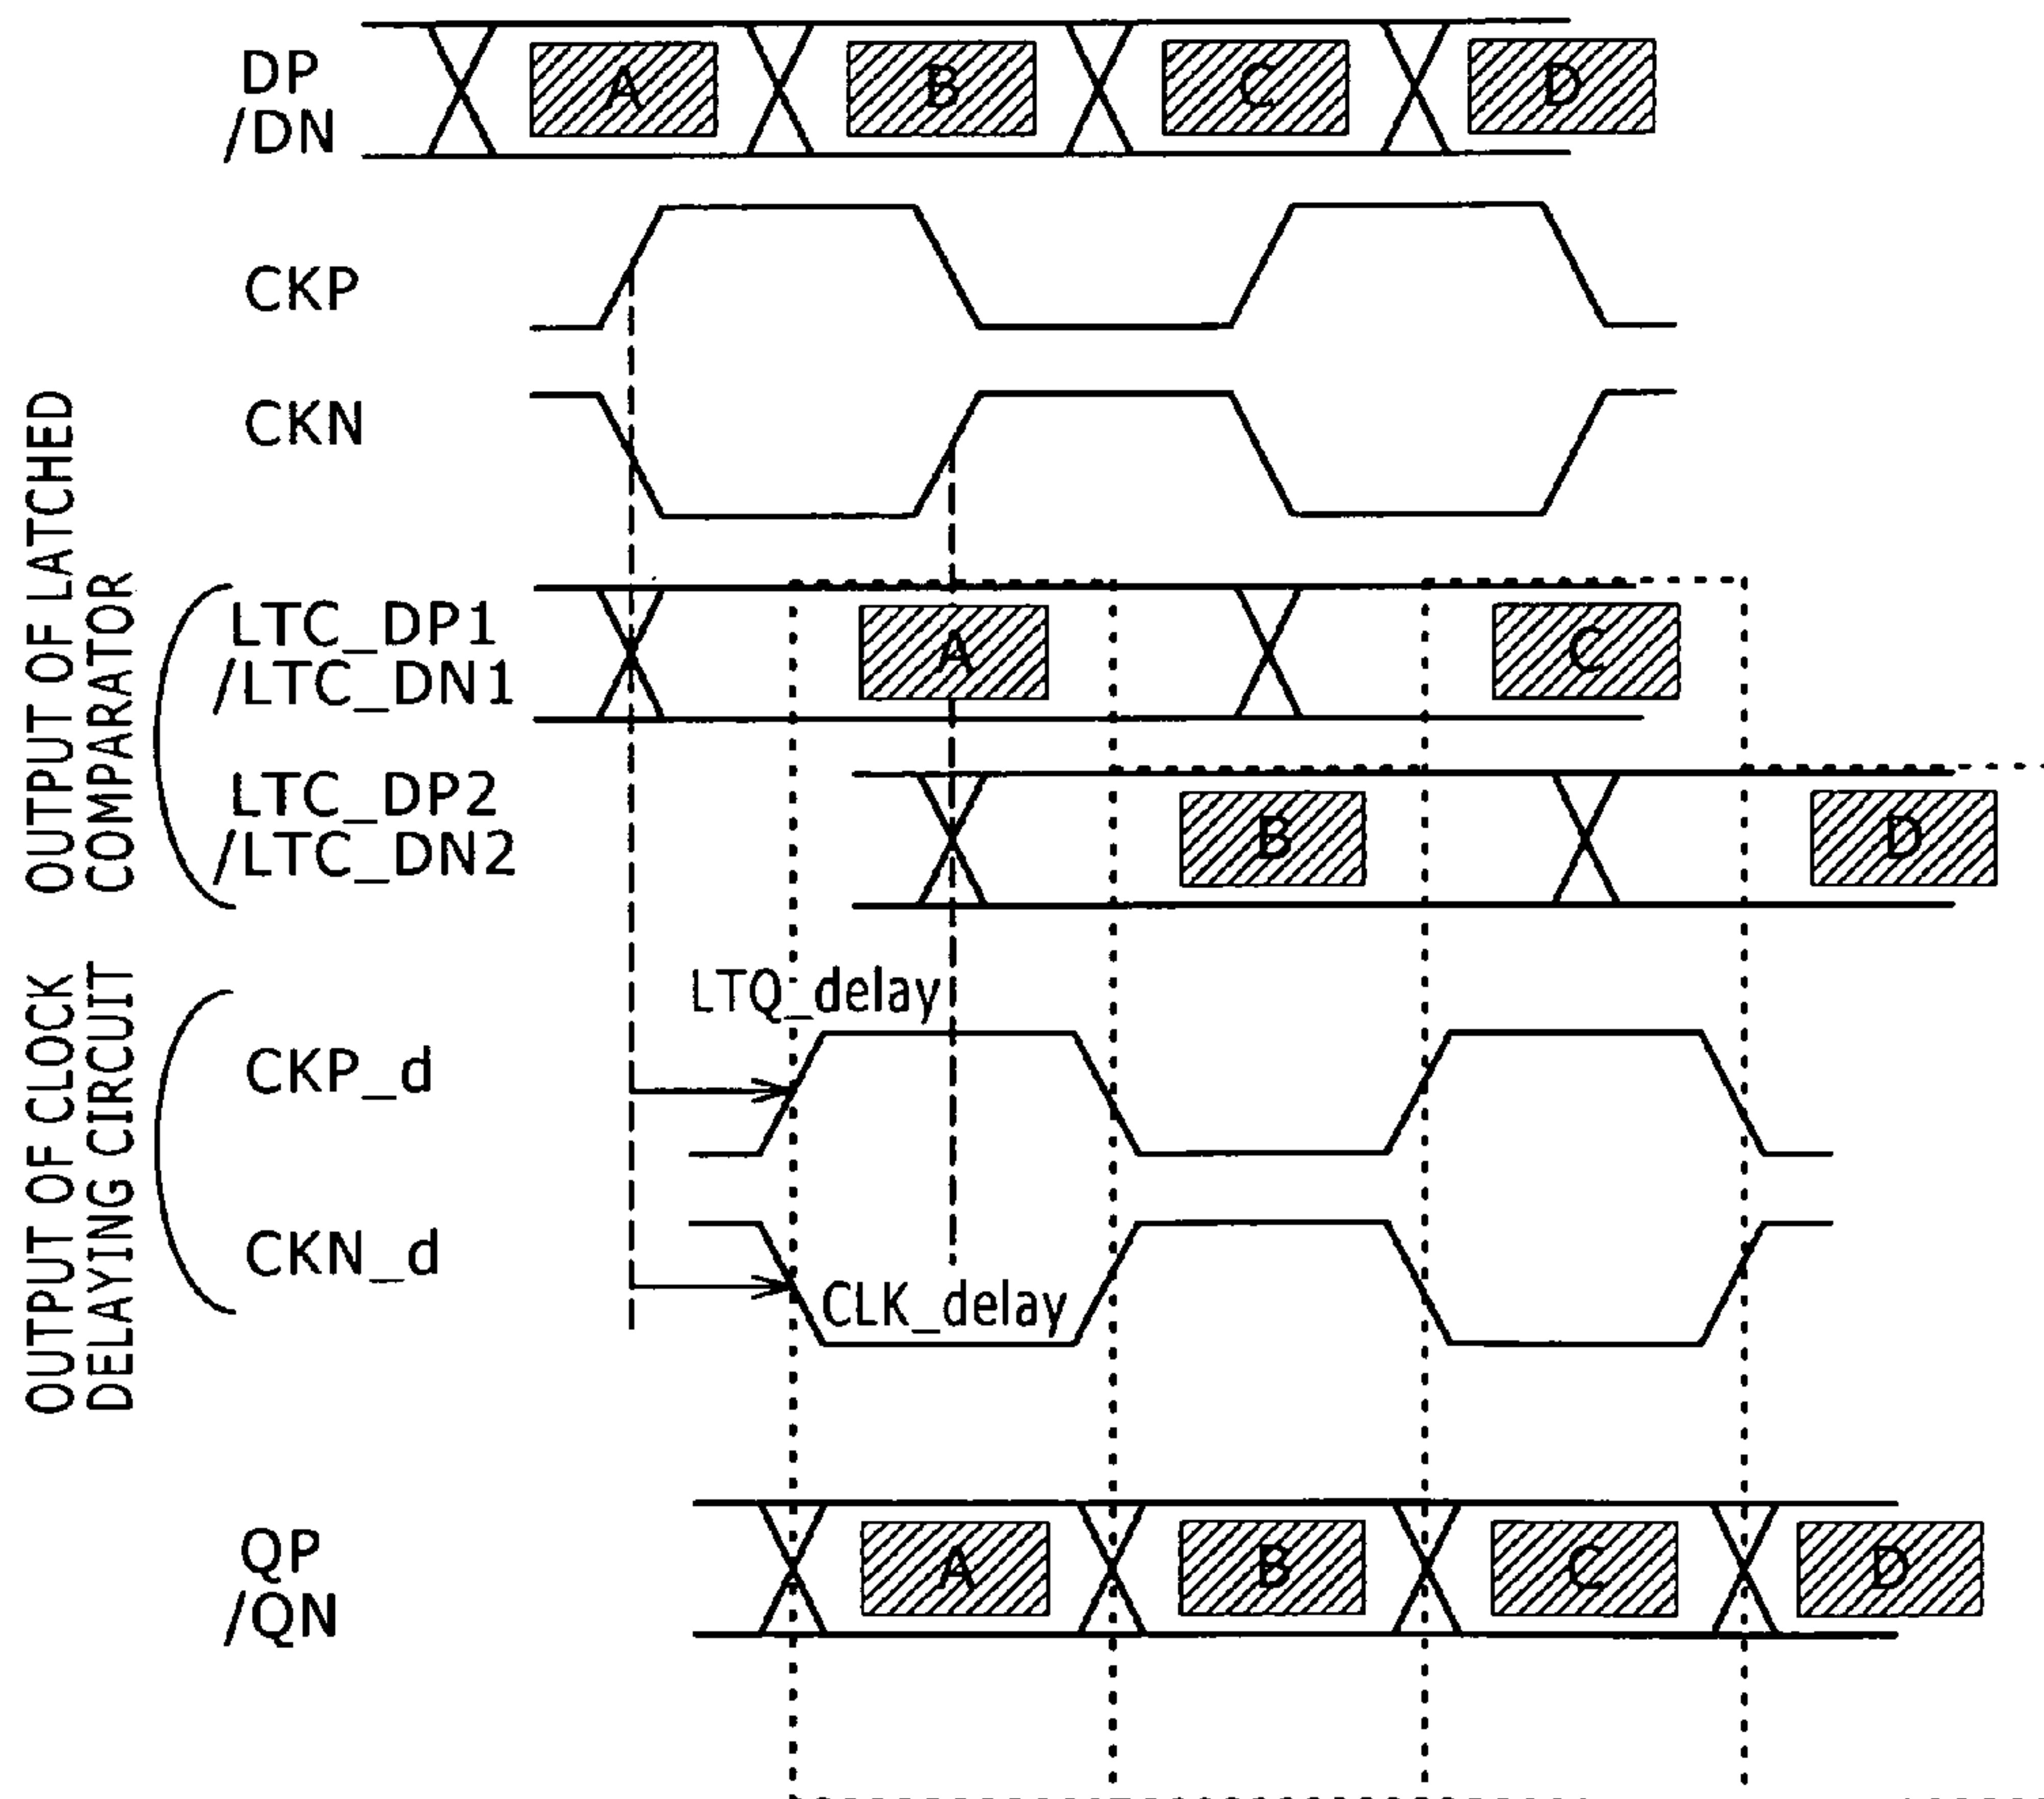 DP
/DN
A
B
C
D
CKP
CKN
OUTPUT OF LATCHED
COMPARATOR
LTC_DP1
/LTC_DN1
A
C
LTC_DP2
/LTC_DN2
B
D
OUTPUT OF CLOCK
DELAYING CIRCUIT
LTQ_delay
CKP_d
CKN_d
CLK_delay
QP
/QN
A
B
C
D